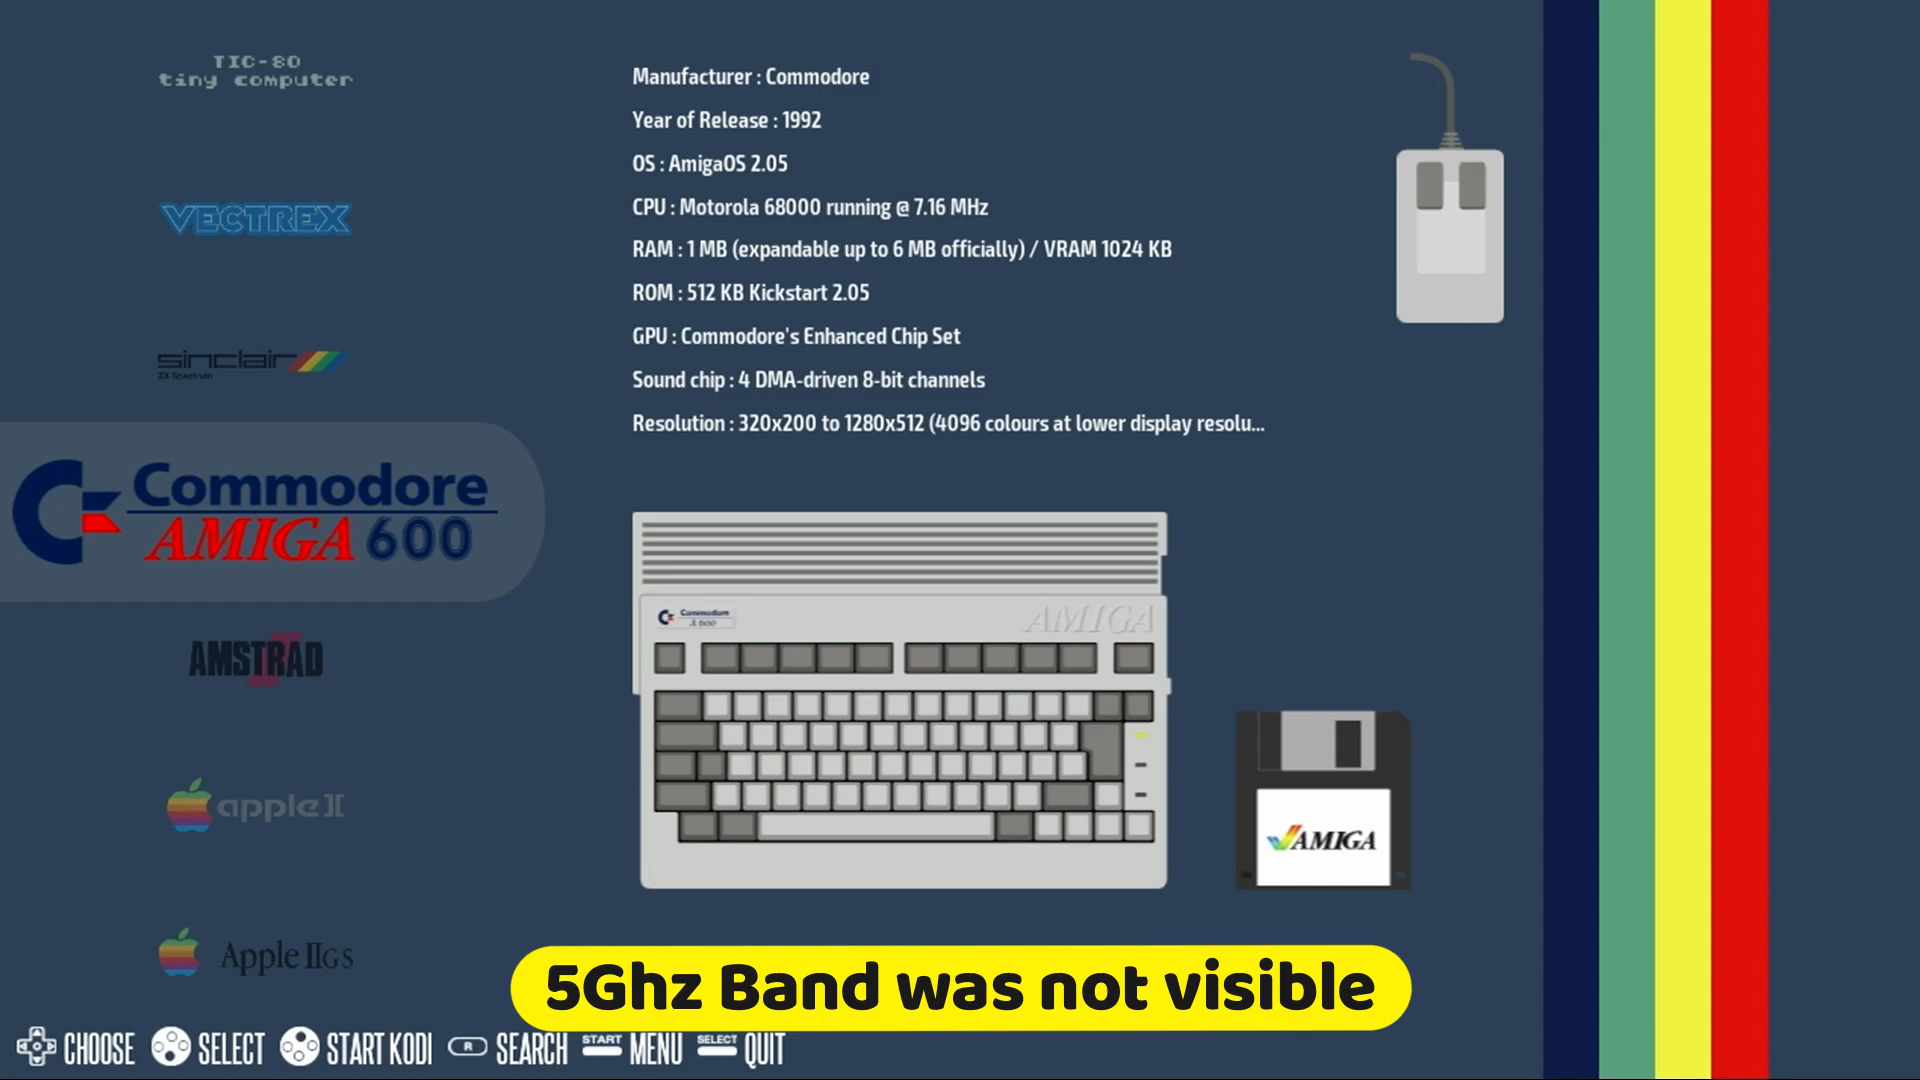 TIC-80
tiny computer
VECTREX
sinclair
ZX Spectrum
Commodore
AMIGA 600
AMSTRAD
apple ][
Apple IIGS
Manufacturer : Commodore
Year of Release : 1992
OS : AmigaOS 2.05
CPU : Motorola 68000 running @ 7.16 MHz
RAM : 1 MB (expandable up to 6 MB officially) / VRAM 1024 KB
ROM : 512 KB Kickstart 2.05
GPU : Commodore's Enhanced Chip Set
Sound chip : 4 DMA-driven 8-bit channels
Resolution : 320x200 to 1280x512 (4096 colours at lower display resolu...
Commodore
A 600
AMIGA
AMIGA
5Ghz Band was not visible
CHOOSE SELECT START KODI R SEARCH START MENU SELECT QUIT